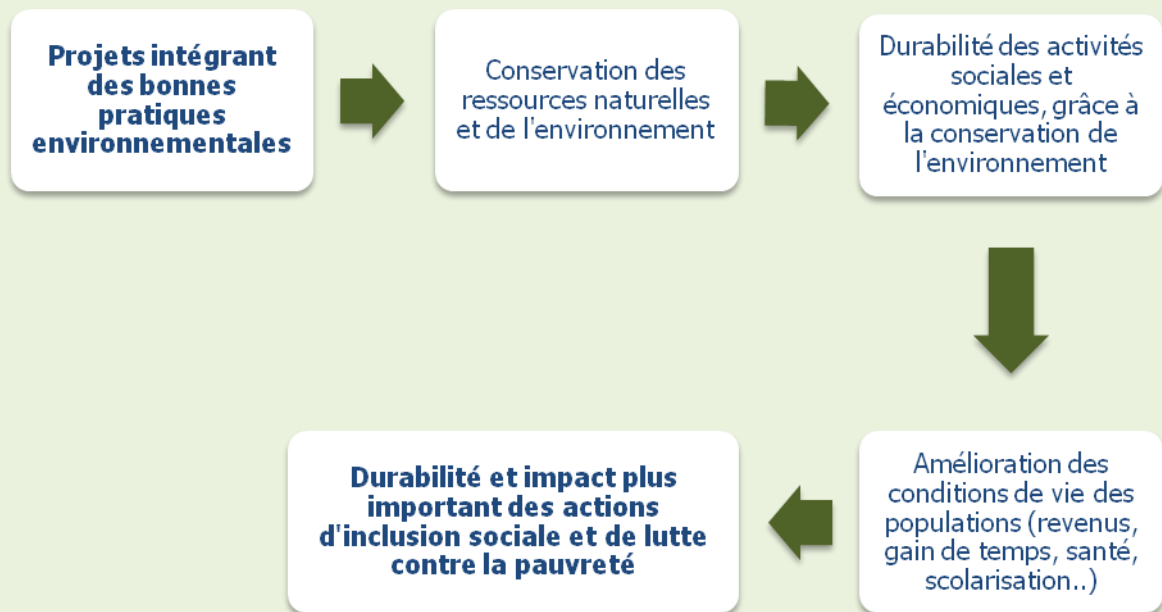 Projets intégrant
des bonnes
pratiques
environnementales
Conservation des
ressources naturelles
et de l'environnement
Durabilité des activités
sociales et
économiques, grâce à
la conservation de
l'environnement
Amélioration des
conditions de vie des
populations (revenus,
gain de temps, santé,
scolarisation..)
Durabilité et impact plus
important des actions
d'inclusion sociale et de lutte
contre la pauvreté